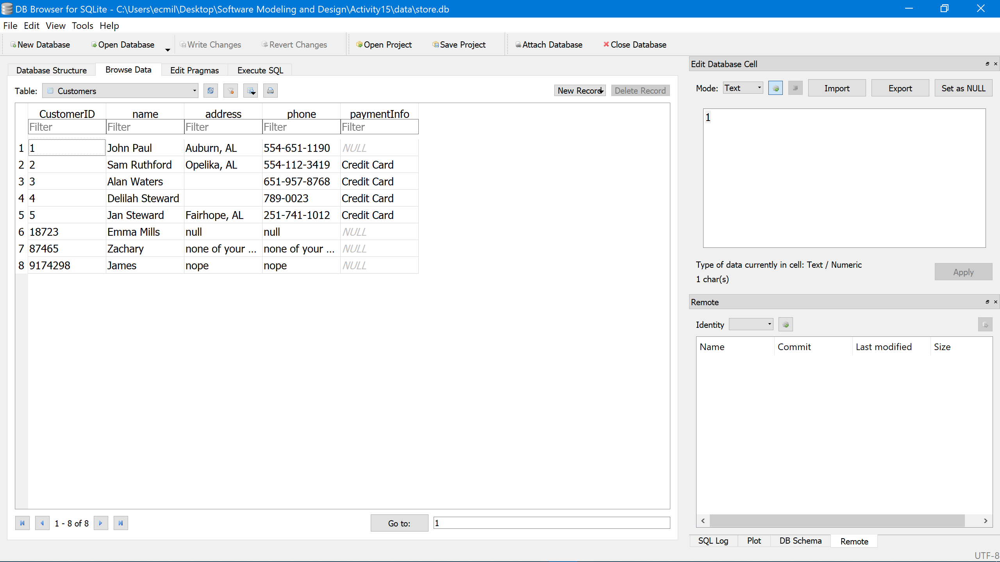 DB Browser for SQLite - C:\Users\ecmil\Desktop\Software Modeling and Design\Activity15\data\store.db
File Edit View Tools Help
New Database Open Database Write Changes Revert Changes Open Project Save Project Attach Database Close Database
Database Structure Browse Data Edit Pragmas Execute SQL
Table: Customers New Record Delete Record
CustomerID name address phone paymentInfo
Filter Filter Filter Filter Filter
1 1 John Paul Auburn, AL 554-651-1190 NULL
2 2 Sam Ruthford Opelika, AL 554-112-3419 Credit Card
3 3 Alan Waters 651-957-8768 Credit Card
4 4 Delilah Steward 789-0023 Credit Card
5 5 Jan Steward Fairhope, AL 251-741-1012 Credit Card
6 18723 Emma Mills null null NULL
7 87465 Zachary none of your ... none of your ... NULL
8 9174298 James nope nope NULL
1 - 8 of 8 Go to: 1
Edit Database Cell
Mode: Text Import Export Set as NULL
1
Type of data currently in cell: Text / Numeric
1 char(s)
Apply
Remote
Identity
Name Commit Last modified Size
SQL Log Plot DB Schema Remote
UTF-8